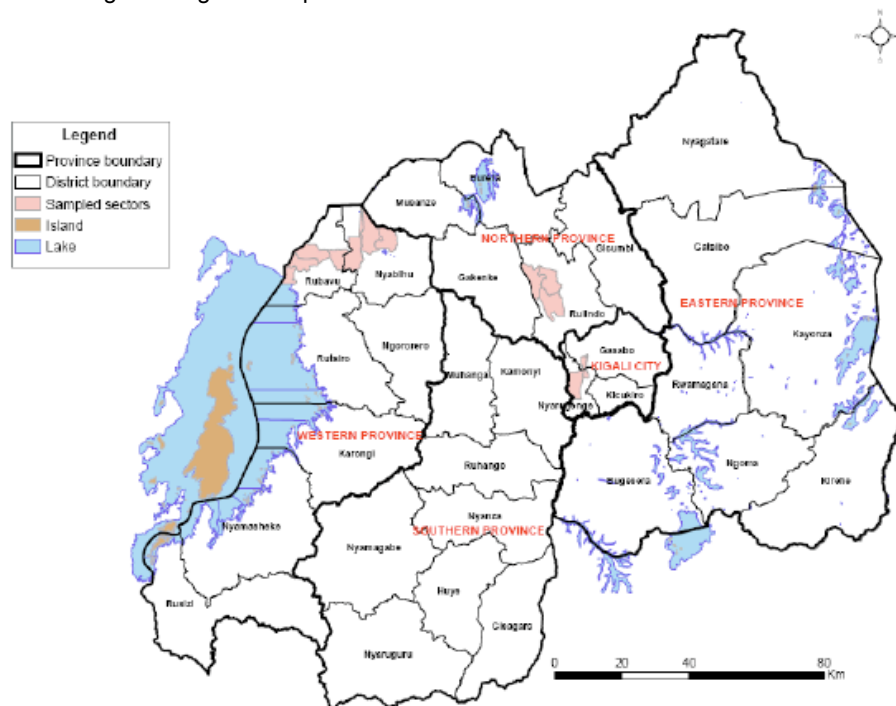 N
W
E
S
Legend
Province boundary
District boundary
Sampled sectors
Island
Lake
Nyagatare
Burera
Musanze
NORTHERN PROVINCE
Gicumbi
Gatsibo
Gakenke
Rubavu
Nyabihu
EASTERN PROVINCE
Rulindo
Kayonza
Rutsiro
Ngororero
Gasabo
KIGALI CITY
Muhanga
Kamonyi
Rwamagana
Nyarugenge
Kicukiro
WESTERN PROVINCE
Karongi
Ruhango
Ngoma
Bugesera
Kirehe
Nyanza
SOUTHERN PROVINCE
Nyamasheke
Nyamagabe
Huye
Rusizi
Gisagara
Nyaruguru
0 20 40 80
Km